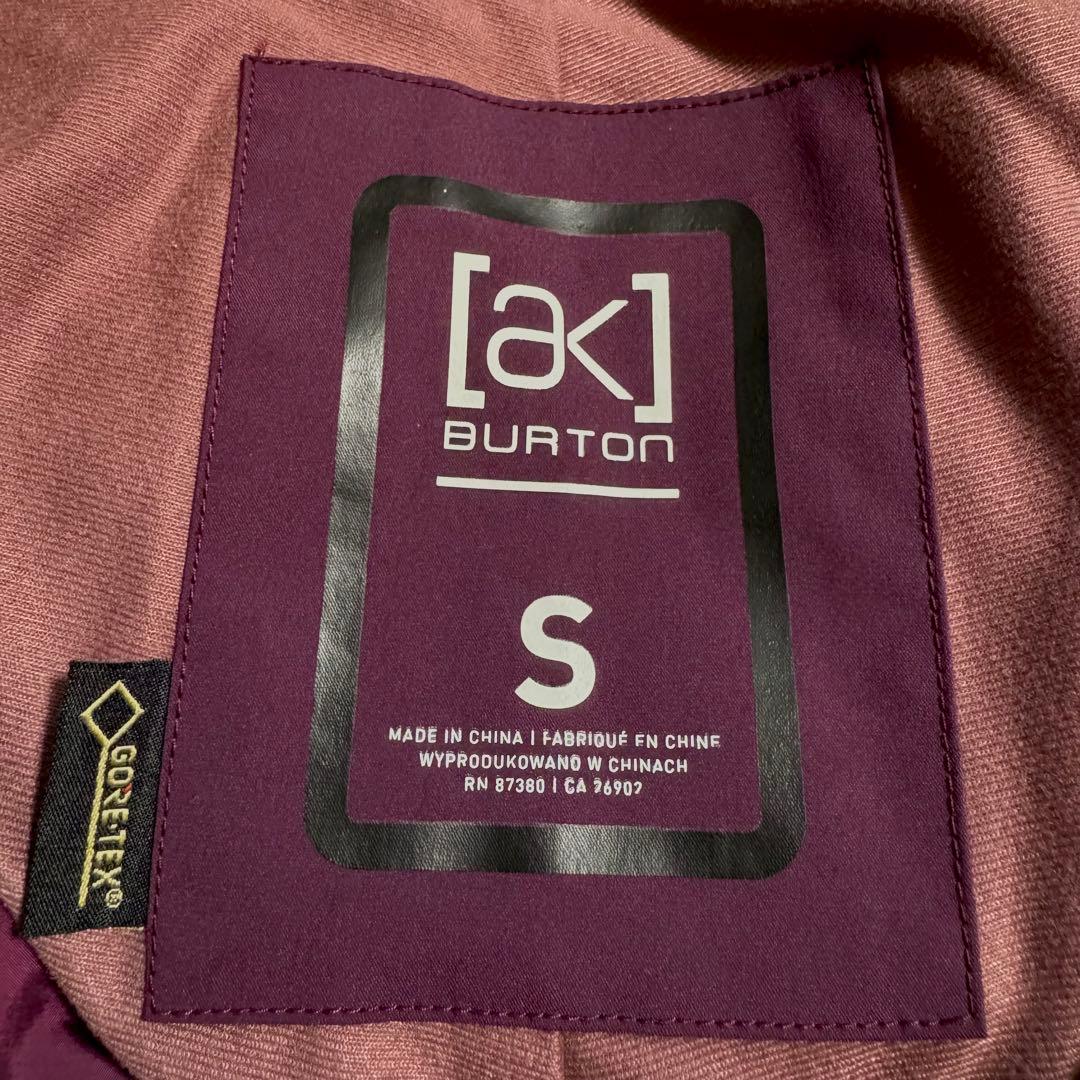 [ak]
BURTON
S
MADE IN CHINA | FABRIQUÉ EN CHINE
WYPRODUKOWANO W CHINACH
RN 87380 | CA 26902
GORE-TEX®